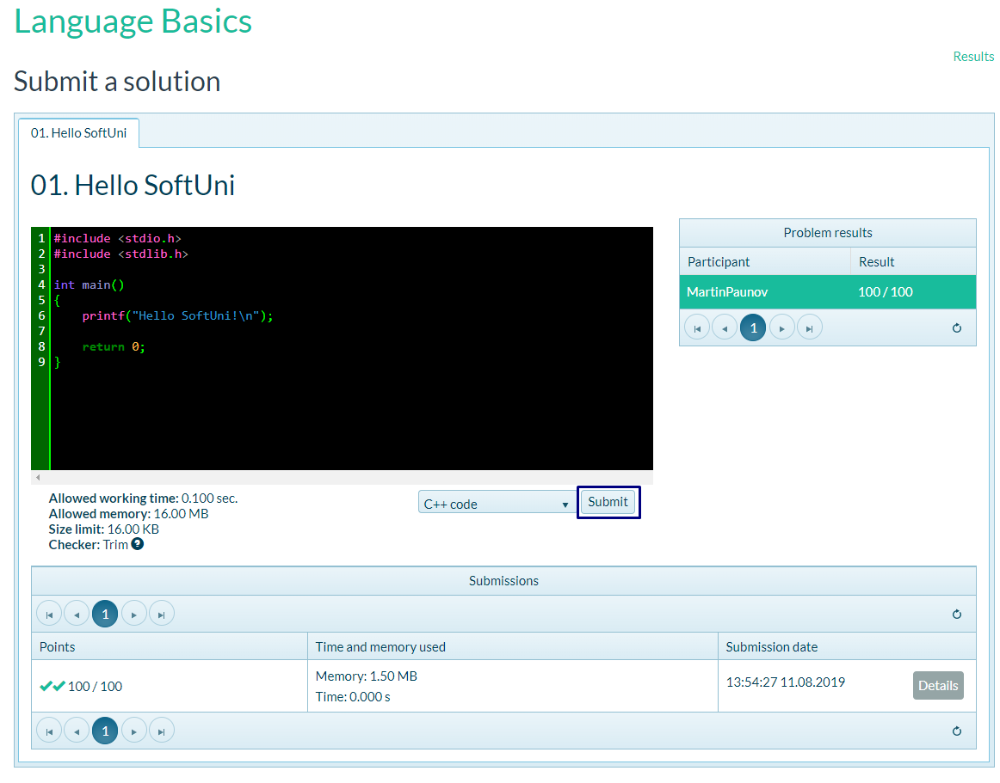 Language Basics
Results
Submit a solution
01. Hello SoftUni
01. Hello SoftUni
1 #include <stdio.h>
2 #include <stdlib.h>
3
4 int main()
5 {
6     printf("Hello SoftUni!\n");
7
8     return 0;
9 }
Problem results
Participant Result
MartinPaunov 100 / 100
1
Allowed working time: 0.100 sec.
Allowed memory: 16.00 MB
Size limit: 16.00 KB
Checker: Trim ?
C++ code Submit
Submissions
1
Points Time and memory used Submission date
100 / 100 Memory: 1.50 MB 13:54:27 11.08.2019 Details
Time: 0.000 s
1